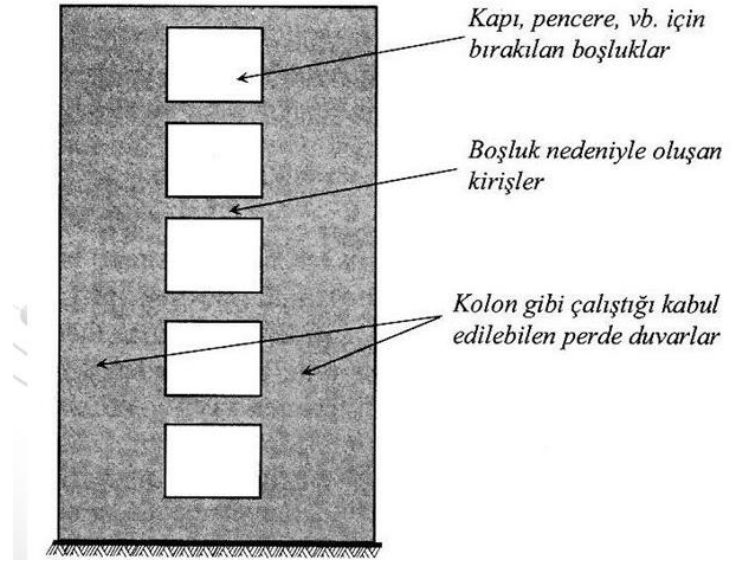 Kapı, pencere, vb. için
bırakılan boşluklar
Boşluk nedeniyle oluşan
kirişler
Kolon gibi çalıştığı kabul
edilebilen perde duvarlar